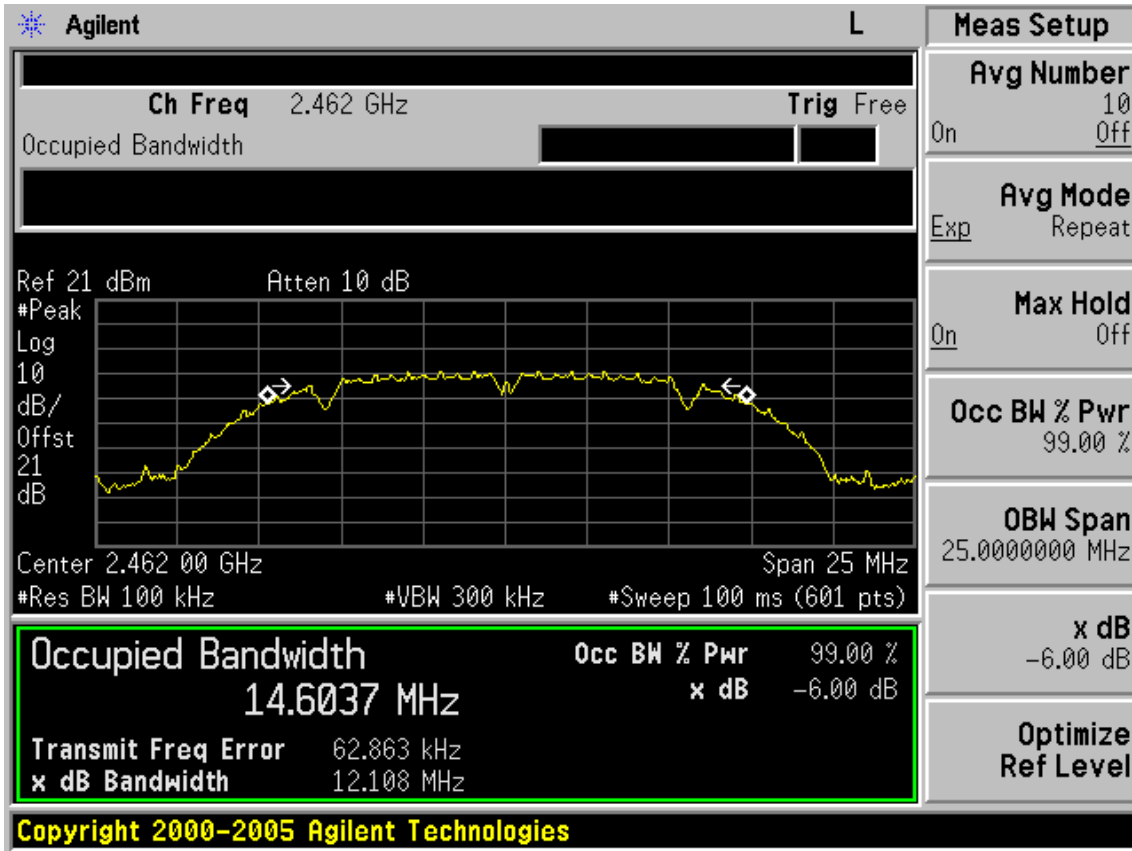 Agilent L Meas Setup
Ch Freq 2.462 GHz Trig Free
Occupied Bandwidth
Ref 21 dBm Atten 10 dB
#Peak
Log
10
dB/
Offst
21
dB
Center 2.462 00 GHz Span 25 MHz
#Res BW 100 kHz #VBW 300 kHz #Sweep 100 ms (601 pts)
Occupied Bandwidth
14.6037 MHz
Occ BW % Pwr 99.00 %
x dB -6.00 dB
Transmit Freq Error 62.863 kHz
x dB Bandwidth 12.108 MHz
Avg Number
10
On Off
Avg Mode
Exp Repeat
Max Hold
On Off
Occ BW % Pwr
99.00 %
OBW Span
25.0000000 MHz
x dB
-6.00 dB
Optimize
Ref Level
Copyright 2000-2005 Agilent Technologies